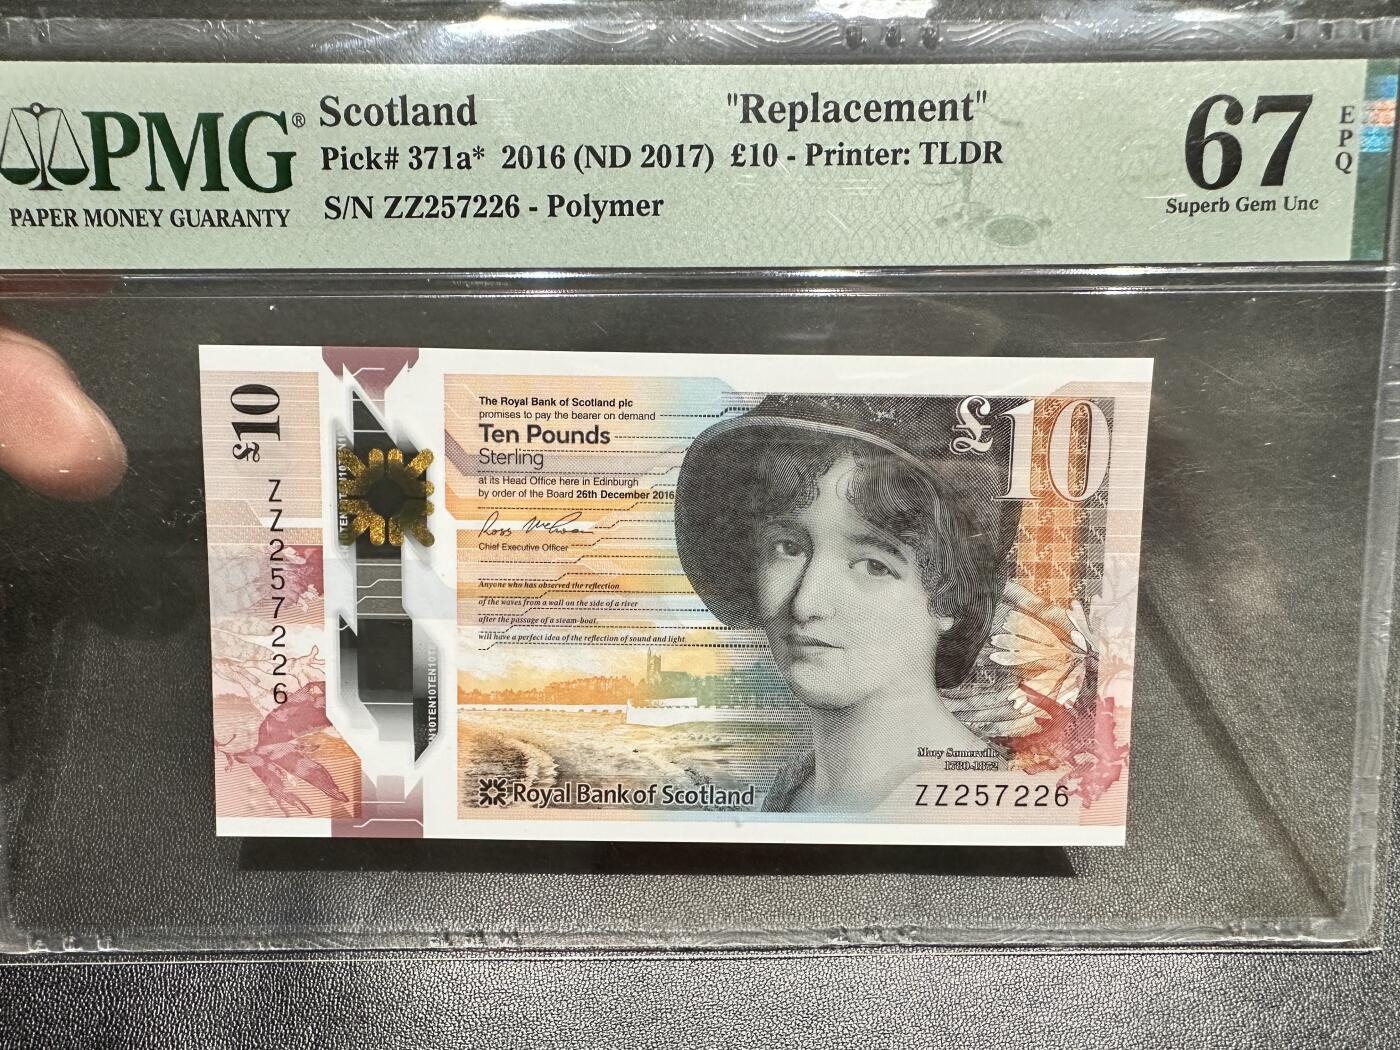 PMG®
PAPER MONEY GUARANTY
Scotland "Replacement"
Pick# 371a* 2016 (ND 2017) £10 - Printer: TLDR
S/N ZZ257226 - Polymer
67
EPQ
Superb Gem Unc
£10
ZZ257226
The Royal Bank of Scotland plc
promises to pay the bearer on demand
Ten Pounds
Sterling
at its Head Office here in Edinburgh
by order of the Board 26th December 2016
Ross McEwan
Chief Executive Officer
Anyone who has observed the reflection
of the waves from a wall on the side of a river
after the passage of a steam-boat,
will have a perfect idea of the reflection of sound and light.
£10
N10TEN10TEN10TEN10T
Mary Somerville
1780-1872
Royal Bank of Scotland
ZZ257226